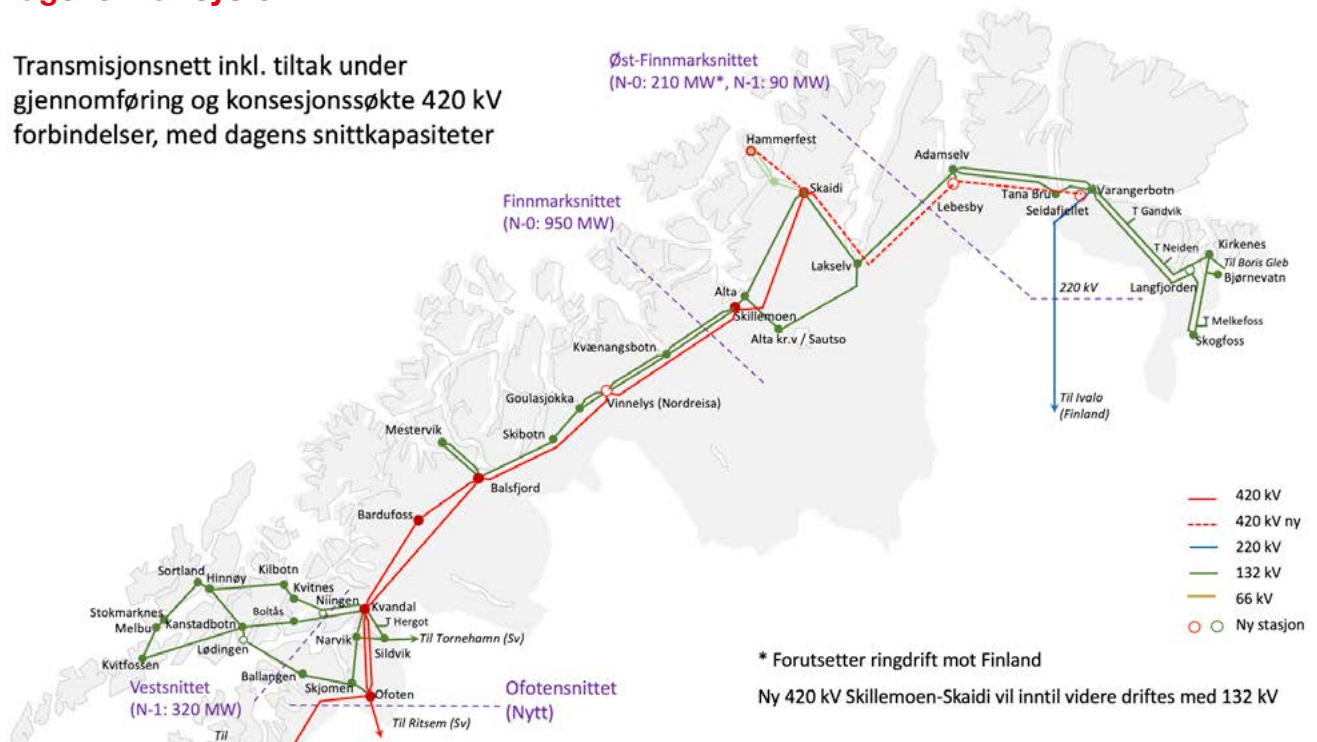 Transmisjonsnett inkl. tiltak under
gjennomføring og konsesjonssøkte 420 kV
forbindelser, med dagens snittkapasiteter
Øst-Finnmarksnittet
(N-0: 210 MW*, N-1: 90 MW)
Hammerfest
Adamselv
Skaidi
Varangerbotn
Tana Bru
Lebesby
Seidafjellet
T Gandvik
Finnmarksnittet
(N-0: 950 MW)
T Neiden
Kirkenes
Til Boris Gleb
Bjørnevatn
Lakselv
Langfjorden
220 kV
Alta
Skillemoen
T Melkefoss
Skogfoss
Alta kr.v / Sautso
Kvænangsbotn
Goulasjokka
Vinnelys (Nordreisa)
Til Ivalo
(Finland)
Mestervik
Skibotn
Balsfjord
Bardufoss
420 kV
420 kV ny
220 kV
132 kV
66 kV
Ny stasjon
Sortland
Hinnøy
Kilbotn
Kvitnes
Niingen
Kvandal
Stokmarknes
Melbu
Kanstadbotn
Boltås
T Hergot
Lødingen
Narvik
Til Tornehamn (Sv)
Sildvik
Kvitfossen
Ballangen
Skjomen
Ofoten
Vestsnittet
(N-1: 320 MW)
Ofotensnittet
(Nytt)
Til Ritsem (Sv)
Til
* Forutsetter ringdrift mot Finland
Ny 420 kV Skillemoen-Skaidi vil inntil videre driftes med 132 kV